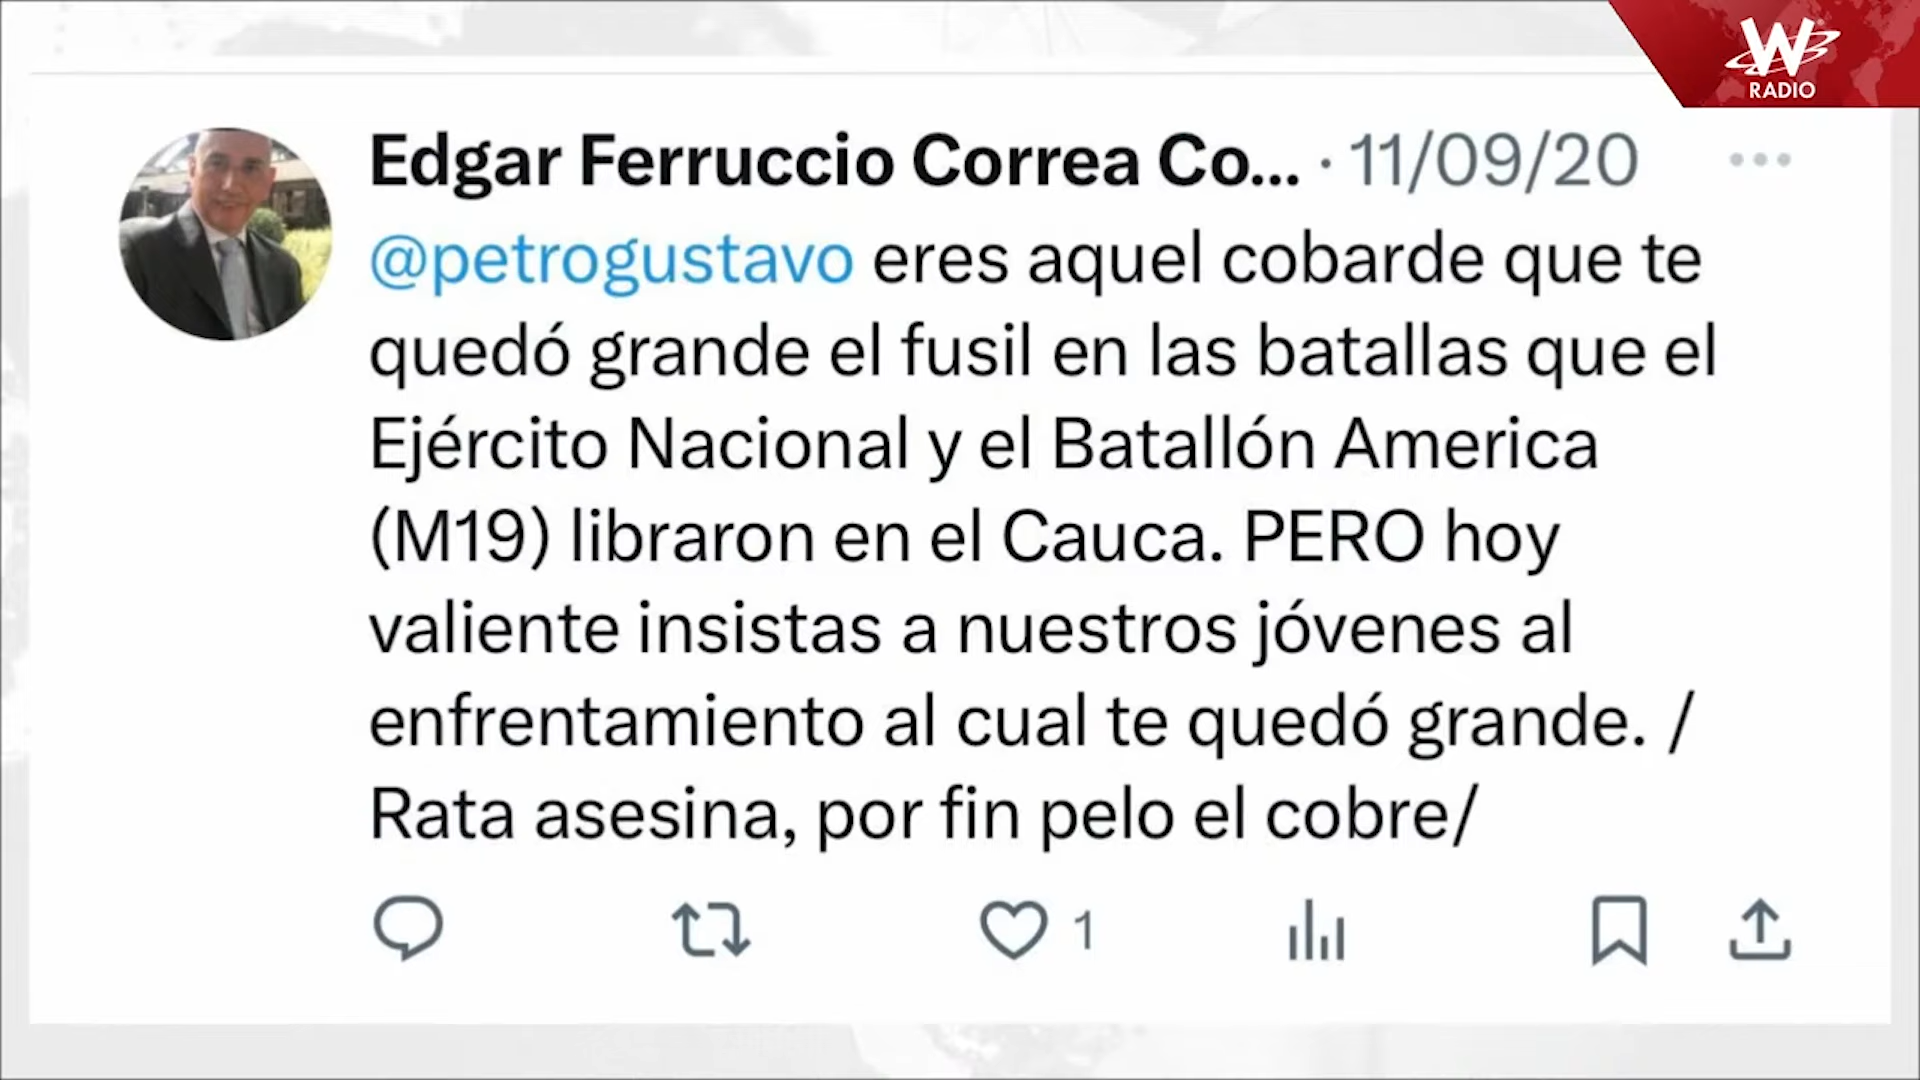 W
RADIO
Edgar Ferruccio Correa Co... · 11/09/20
@petrogustavo eres aquel cobarde que te
quedó grande el fusil en las batallas que el
Ejército Nacional y el Batallón America
(M19) libraron en el Cauca. PERO hoy
valiente insistas a nuestros jóvenes al
enfrentamiento al cual te quedó grande. /
Rata asesina, por fin pelo el cobre/
1